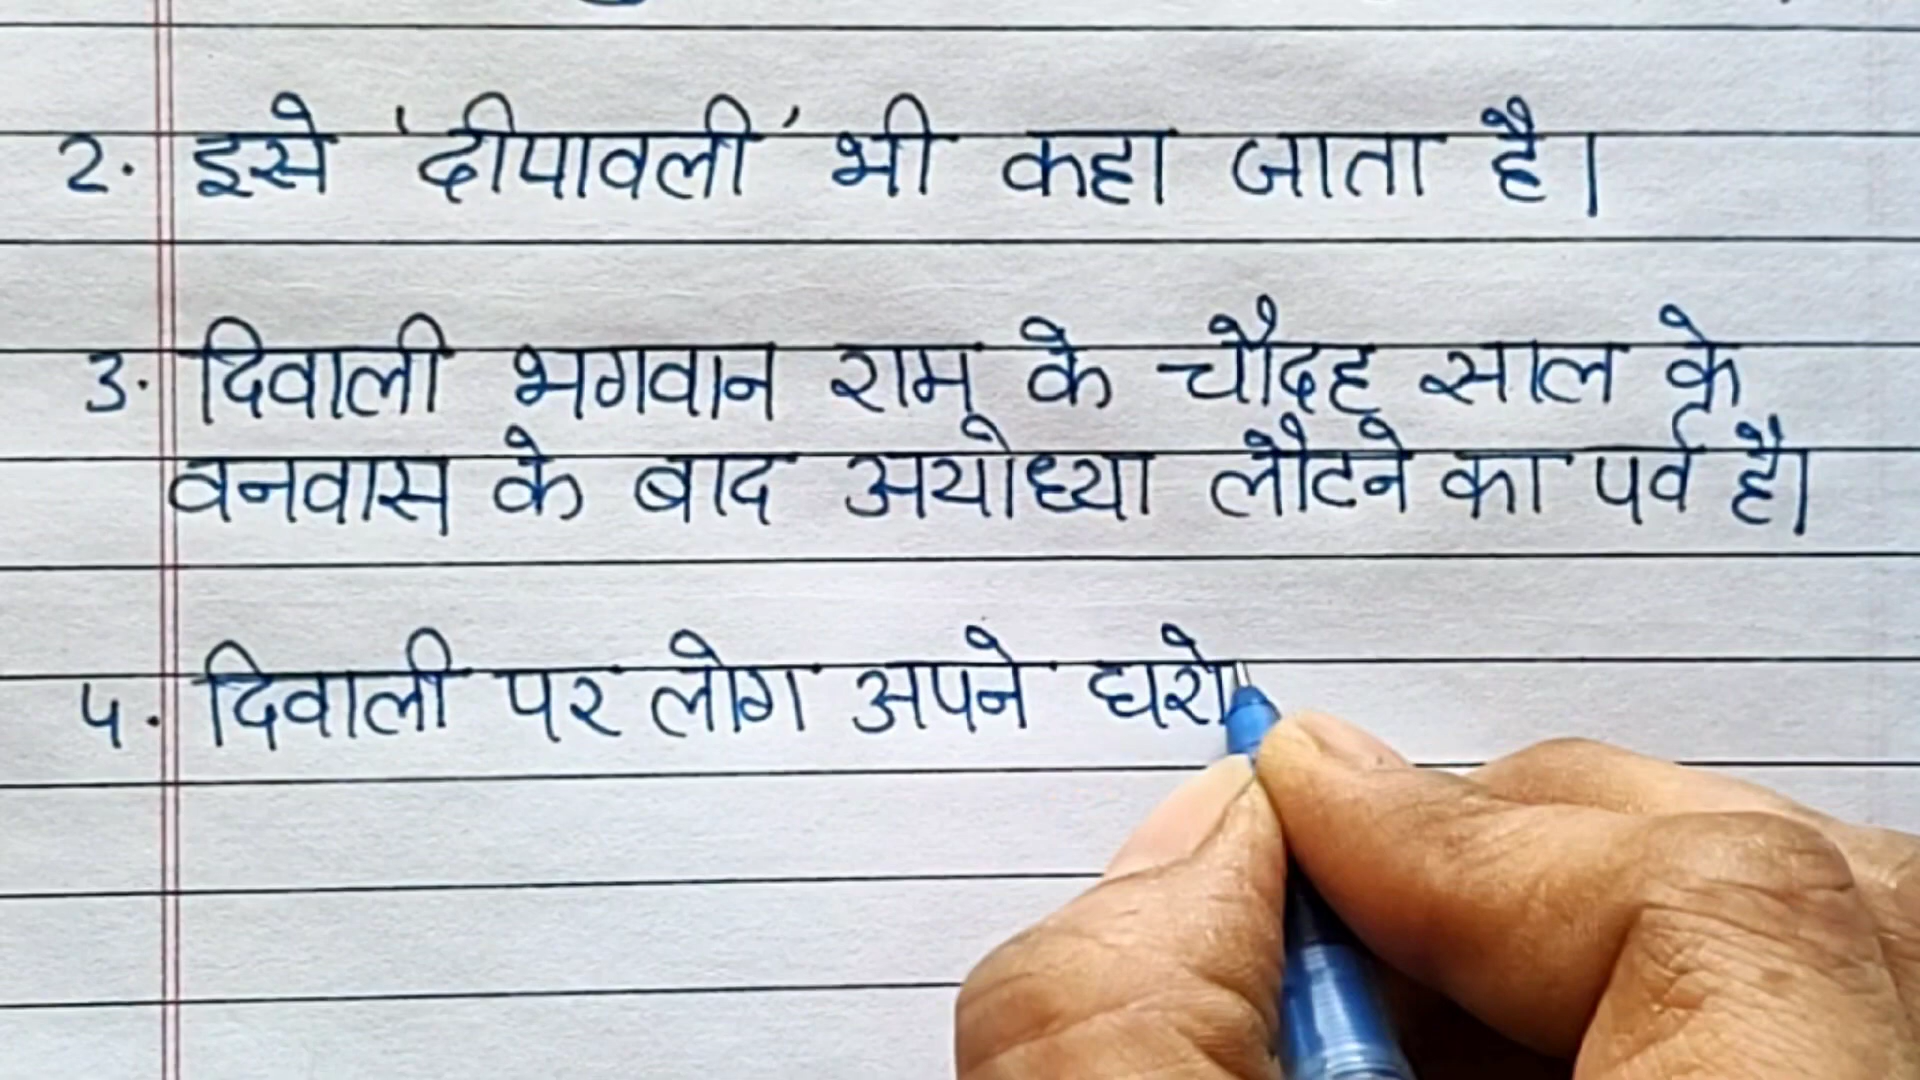 2. इसे 'दीपावली' भी कहा जाता है।
3. दिवाली भगवान राम के चौदह साल के
वनवास के बाद अयोध्या लौटने का पर्व है।
4. दिवाली पर लोग अपने घरो